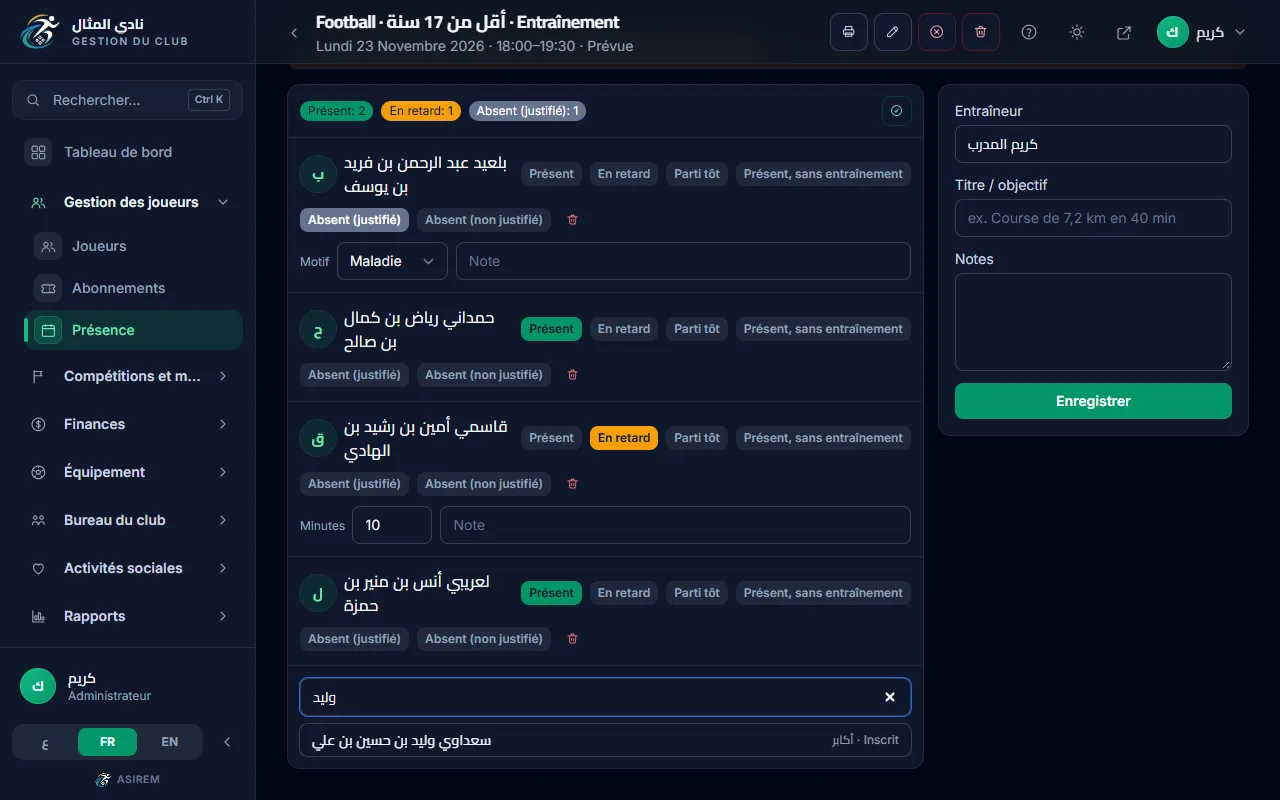 نادي المثال
GESTION DU CLUB
Rechercher...
Ctrl K
Tableau de bord
Gestion des joueurs
Joueurs
Abonnements
Présence
Compétitions et m...
Finances
Équipement
Bureau du club
Activités sociales
Rapports
ك
كريم
Administrateur
ع
FR
EN
ASIREM
Football · أقل من 17 سنة · Entraînement
Lundi 23 Novembre 2026 · 18:00–19:30 · Prévue
ك
كريم
Présent: 2
En retard: 1
Absent (justifié): 1
ب
بلعيد عبد الرحمن بن فريد
بن يوسف
Présent
En retard
Parti tôt
Présent, sans entraînement
Absent (justifié)
Absent (non justifié)
Motif
Maladie
Note
ح
حمداني رياض بن كمال
بن صالح
Présent
En retard
Parti tôt
Présent, sans entraînement
Absent (justifié)
Absent (non justifié)
ق
قاسمي أمين بن رشيد بن
الهادي
Présent
En retard
Parti tôt
Présent, sans entraînement
Absent (justifié)
Absent (non justifié)
Minutes
10
Note
ل
لعريبي أنس بن منير بن
حمزة
Présent
En retard
Parti tôt
Présent, sans entraînement
Absent (justifié)
Absent (non justifié)
وليد
سعداوي وليد بن حسين بن علي
أكابر · Inscrit
Entraîneur
كريم المدرب
Titre / objectif
ex. Course de 7,2 km en 40 min
Notes
Enregistrer